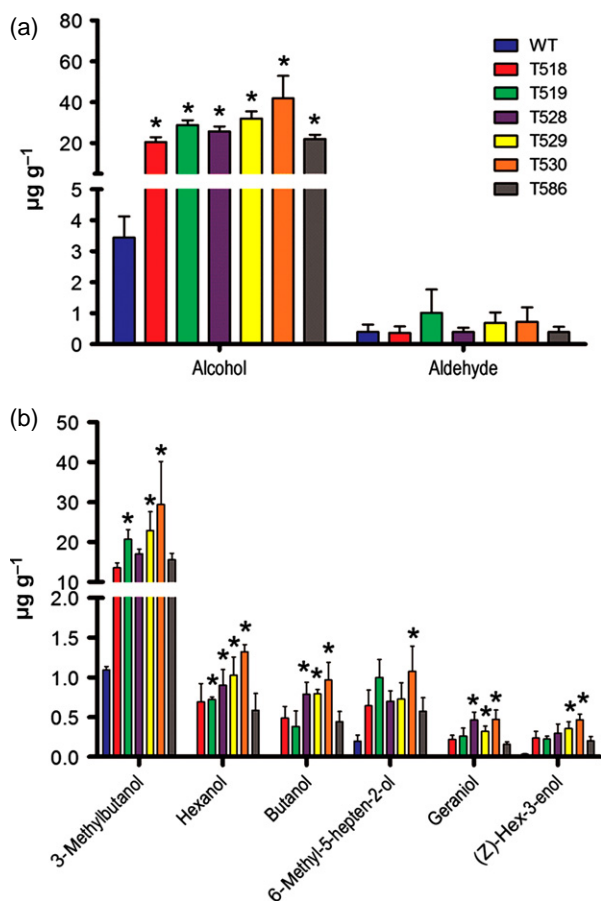 (a)
80
60
40
20
5
4
3
2
1
0
µg g⁻¹
* * * * * *
WT
T518
T519
T528
T529
T530
T586
Alcohol Aldehyde
(b)
50
40
30
20
10
2.0
1.5
1.0
0.5
0.0
µg g⁻¹
* * *
* * * *
* * *
*
* * *
* *
3-Methylbutanol
Hexanol
Butanol
6-Methyl-5-hepten-2-ol
Geraniol
(Z)-Hex-3-enol